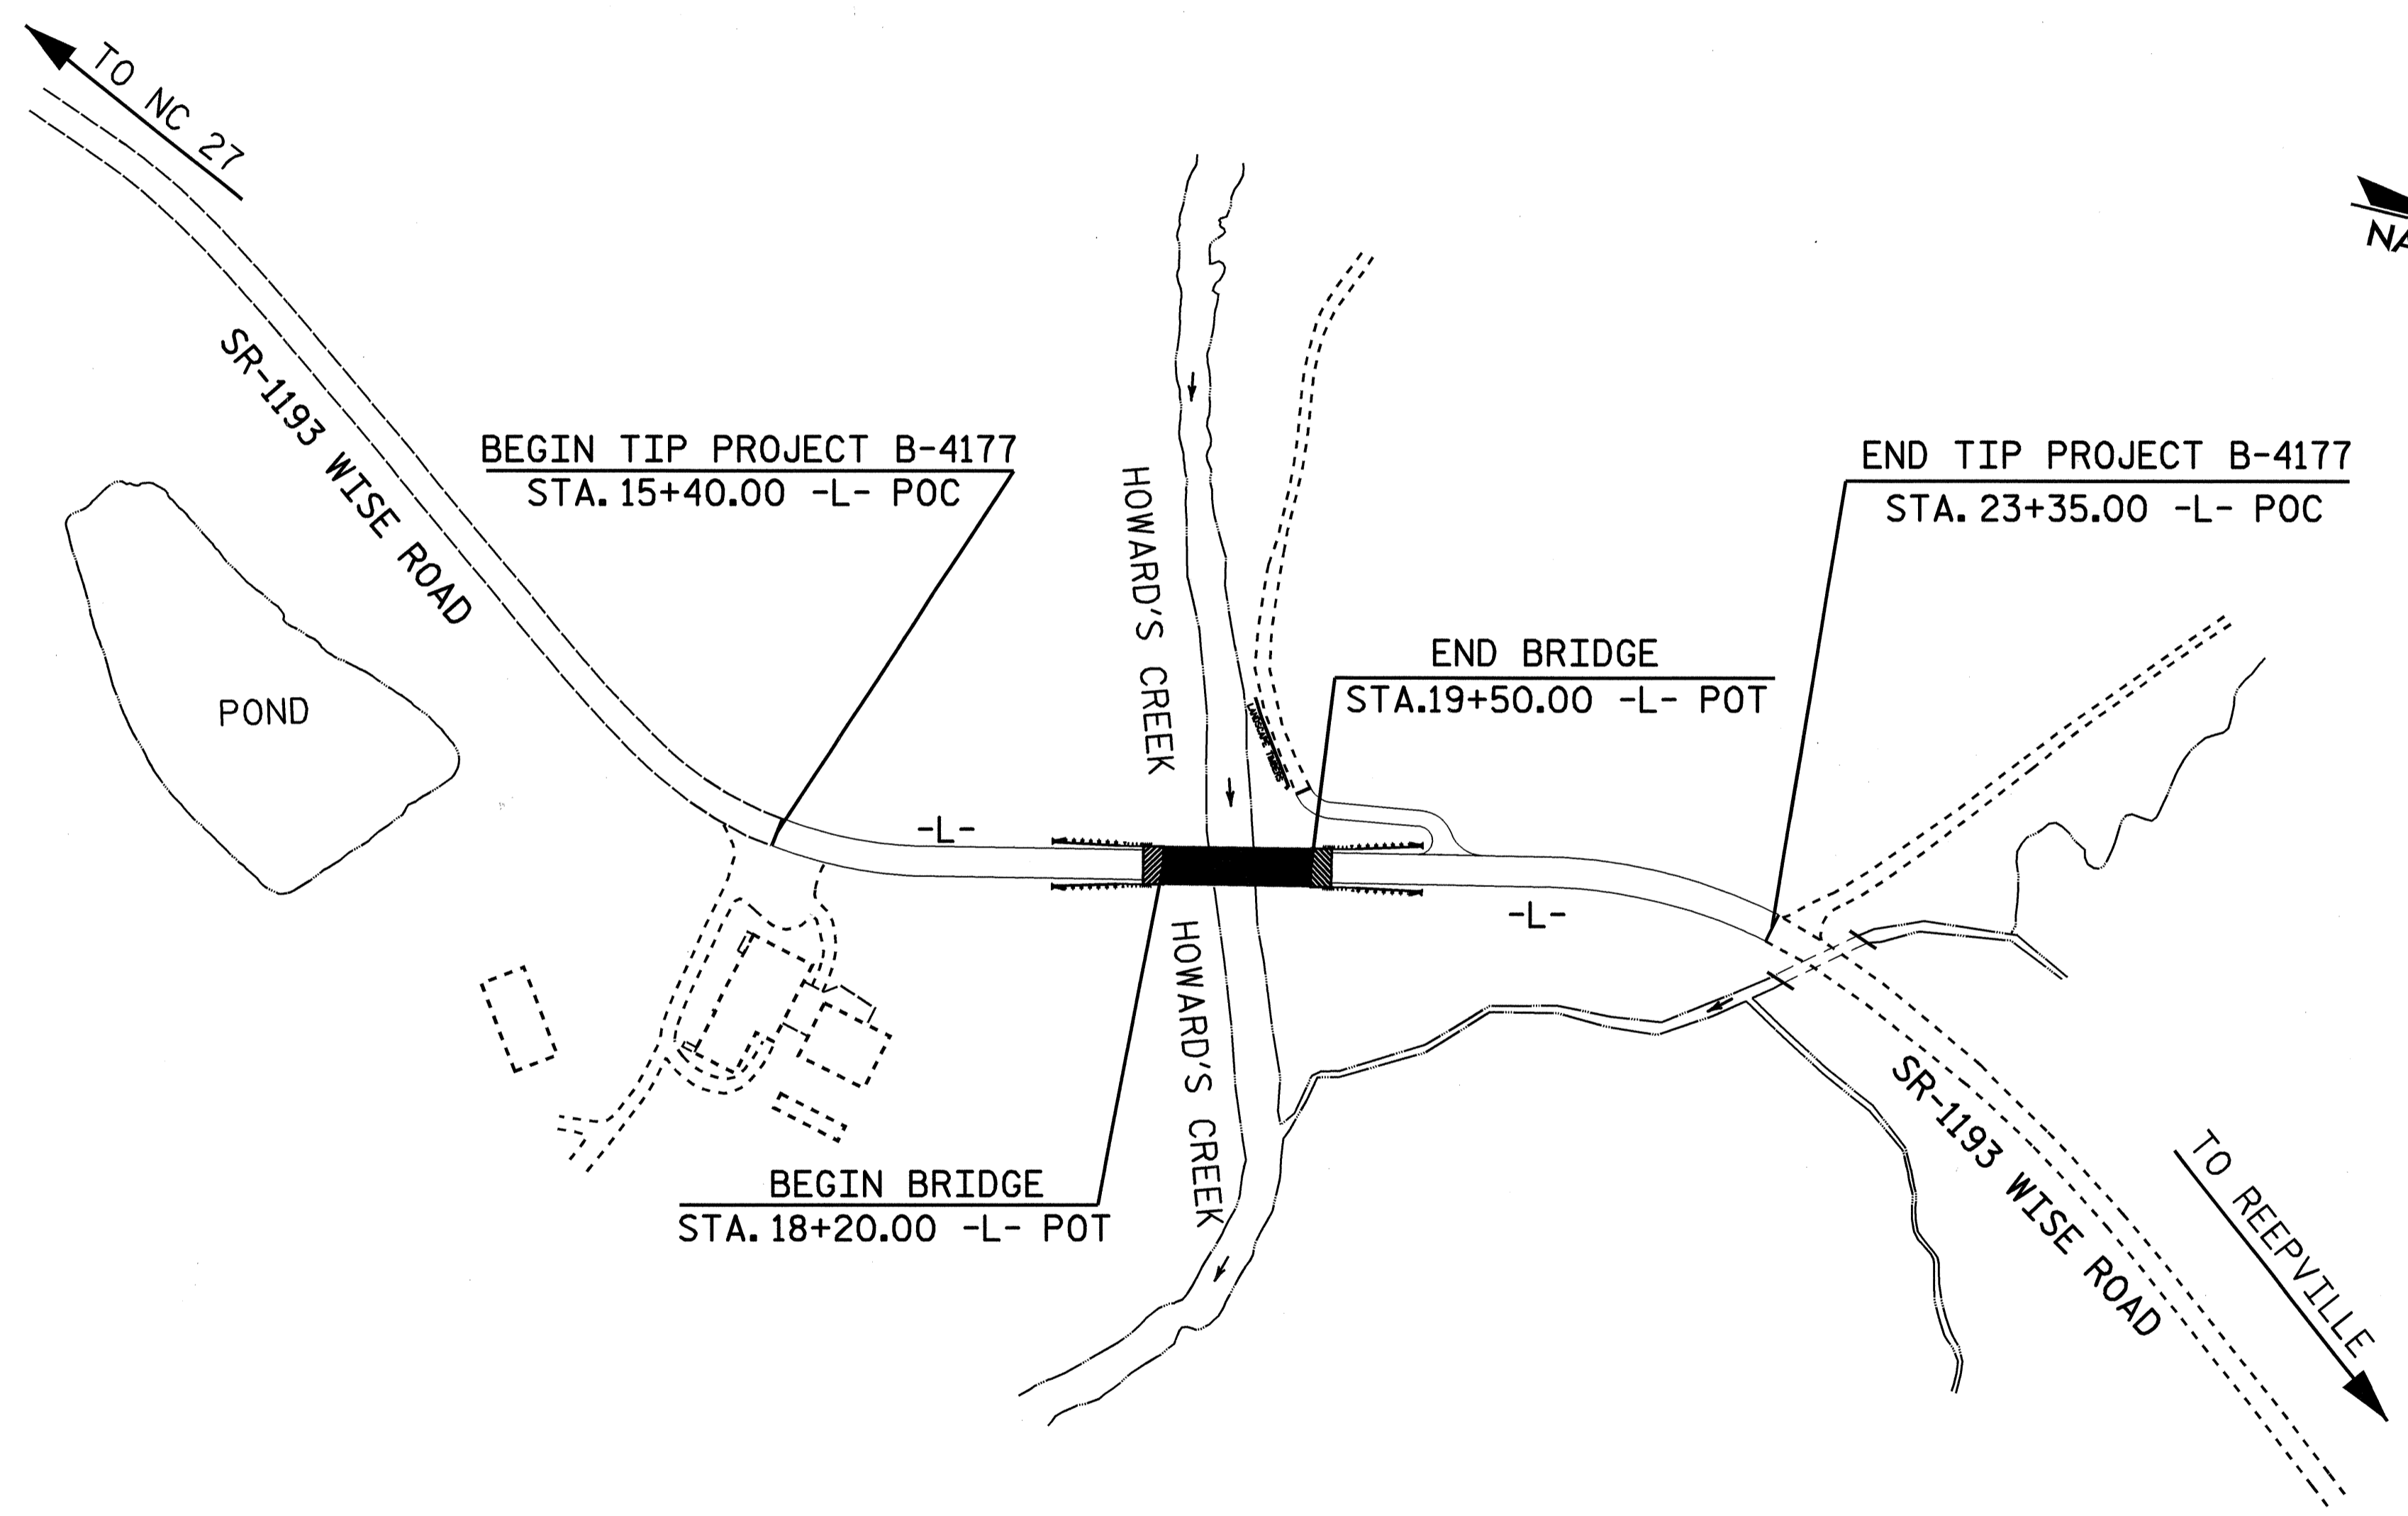 TO NC 27
SR-1193 WISE ROAD
BEGIN TIP PROJECT B-4177
STA. 15+40.00 -L- POC
HOWARD'S CREEK
END TIP PROJECT B-4177
STA. 23+35.00 -L- POC
END BRIDGE
STA.19+50.00 -L- POT
LANDSCAPE TIMBERS
POND
-L-
-L-
HOWARD'S CREEK
BEGIN BRIDGE
STA. 18+20.00 -L- POT
SR-1193 WISE ROAD
TO REEPVILLE